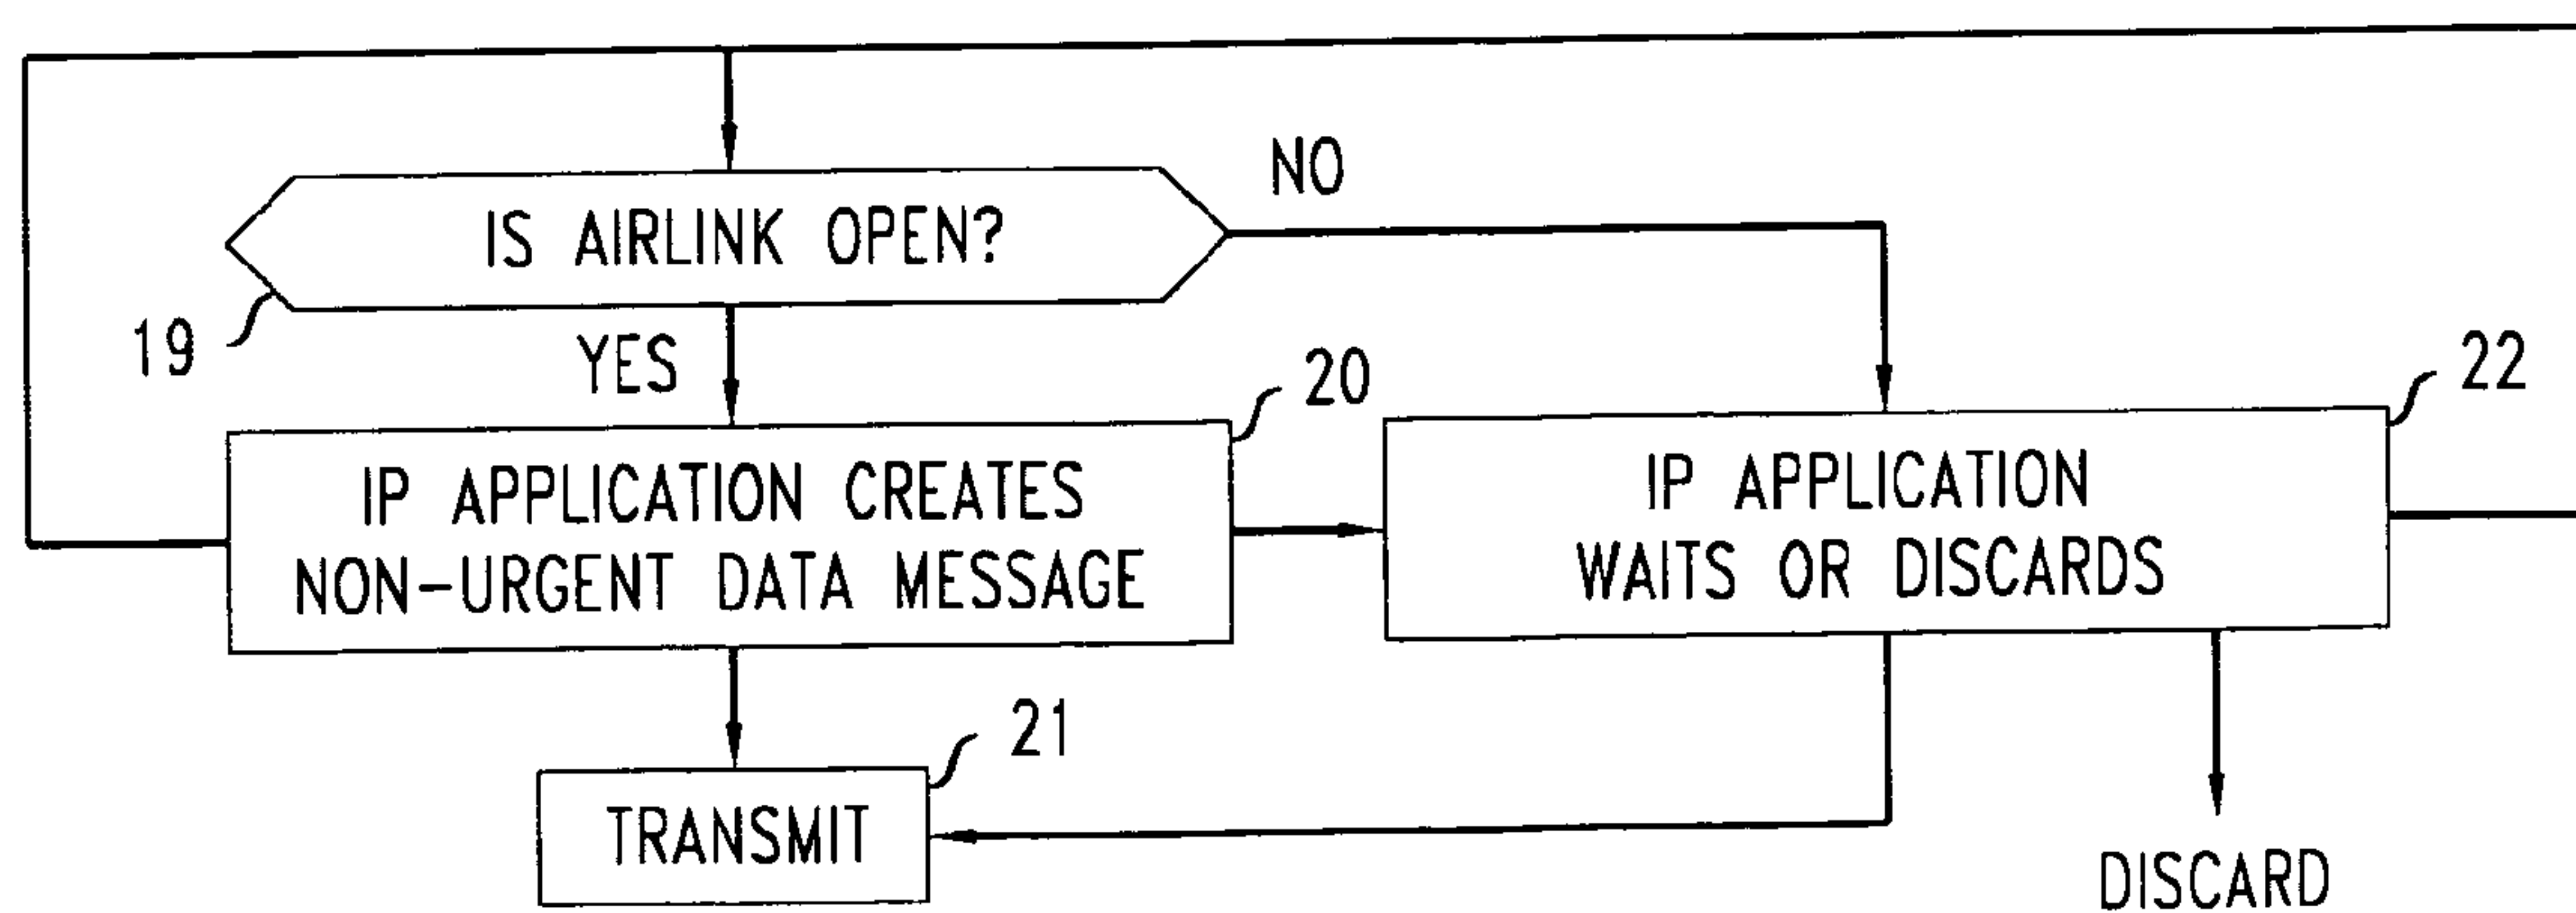 NO
IS AIRLINK OPEN?
19
YES
20
22
IP APPLICATION CREATES
NON-URGENT DATA MESSAGE
IP APPLICATION
WAITS OR DISCARDS
21
TRANSMIT
DISCARD